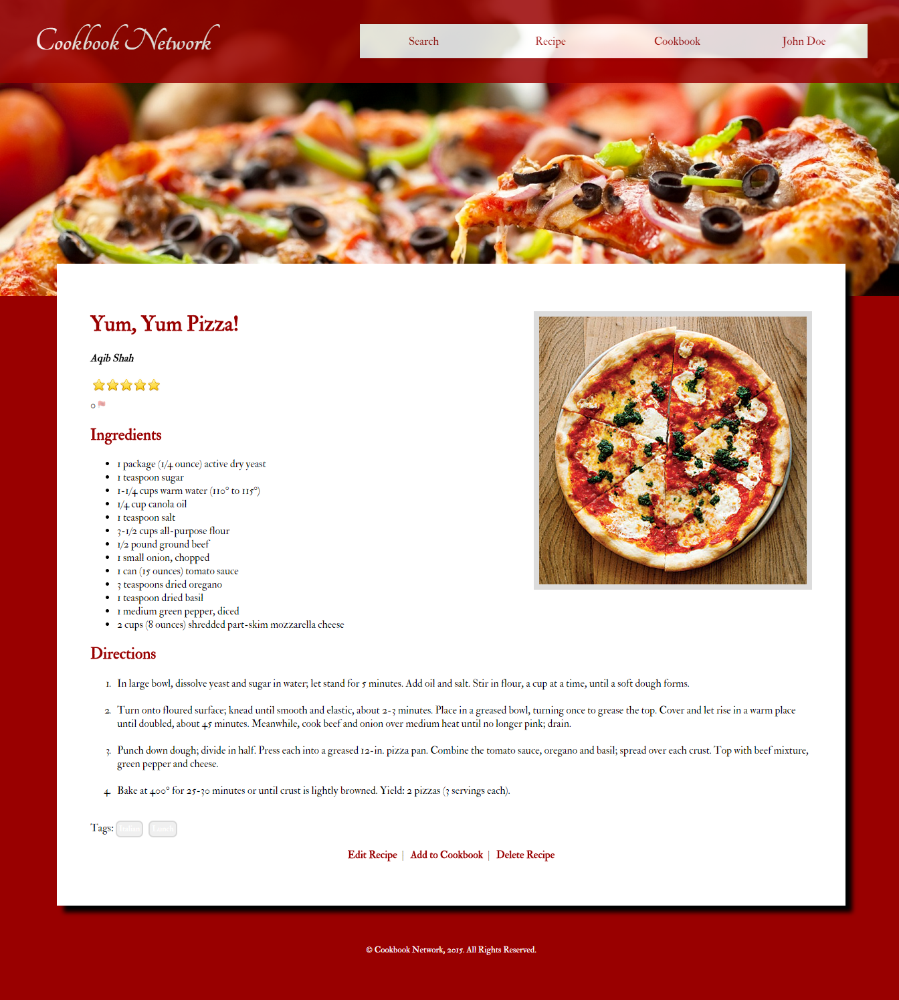 Cookbook Network
Search
Recipe
Cookbook
John Doe
Yum, Yum Pizza!
Aqib Shah
0
Ingredients
• 1 package (1/4 ounce) active dry yeast
• 1 teaspoon sugar
• 1-1/4 cups warm water (110° to 115°)
• 1/4 cup canola oil
• 1 teaspoon salt
• 3-1/2 cups all-purpose flour
• 1/2 pound ground beef
• 1 small onion, chopped
• 1 can (15 ounces) tomato sauce
• 3 teaspoons dried oregano
• 1 teaspoon dried basil
• 1 medium green pepper, diced
• 2 cups (8 ounces) shredded part-skim mozzarella cheese
Directions
1. In large bowl, dissolve yeast and sugar in water; let stand for 5 minutes. Add oil and salt. Stir in flour, a cup at a time, until a soft dough forms.
2. Turn onto floured surface; knead until smooth and elastic, about 2-3 minutes. Place in a greased bowl, turning once to grease the top. Cover and let rise in a warm place
until doubled, about 45 minutes. Meanwhile, cook beef and onion over medium heat until no longer pink; drain.
3. Punch down dough; divide in half. Press each into a greased 12-in. pizza pan. Combine the tomato sauce, oregano and basil; spread over each crust. Top with beef mixture,
green pepper and cheese.
4. Bake at 400° for 25-30 minutes or until crust is lightly browned. Yield: 2 pizzas (3 servings each).
Tags: Italian Lunch
Edit Recipe | Add to Cookbook | Delete Recipe
© Cookbook Network, 2015. All Rights Reserved.